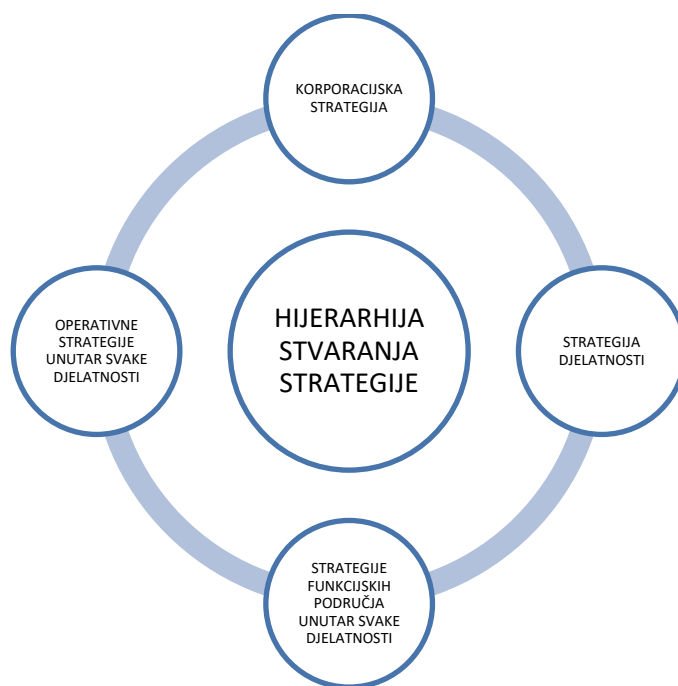 KORPORACIJSKA
STRATEGIJA
HIJERARHIJA
STVARANJA
STRATEGIJE
OPERATIVNE
STRATEGIJE
UNUTAR SVAKE
DJELATNOSTI
STRATEGIJA
DJELATNOSTI
STRATEGIJE
FUNKCIJSKIH
PODRUČJA
UNUTAR SVAKE
DJELATNOSTI